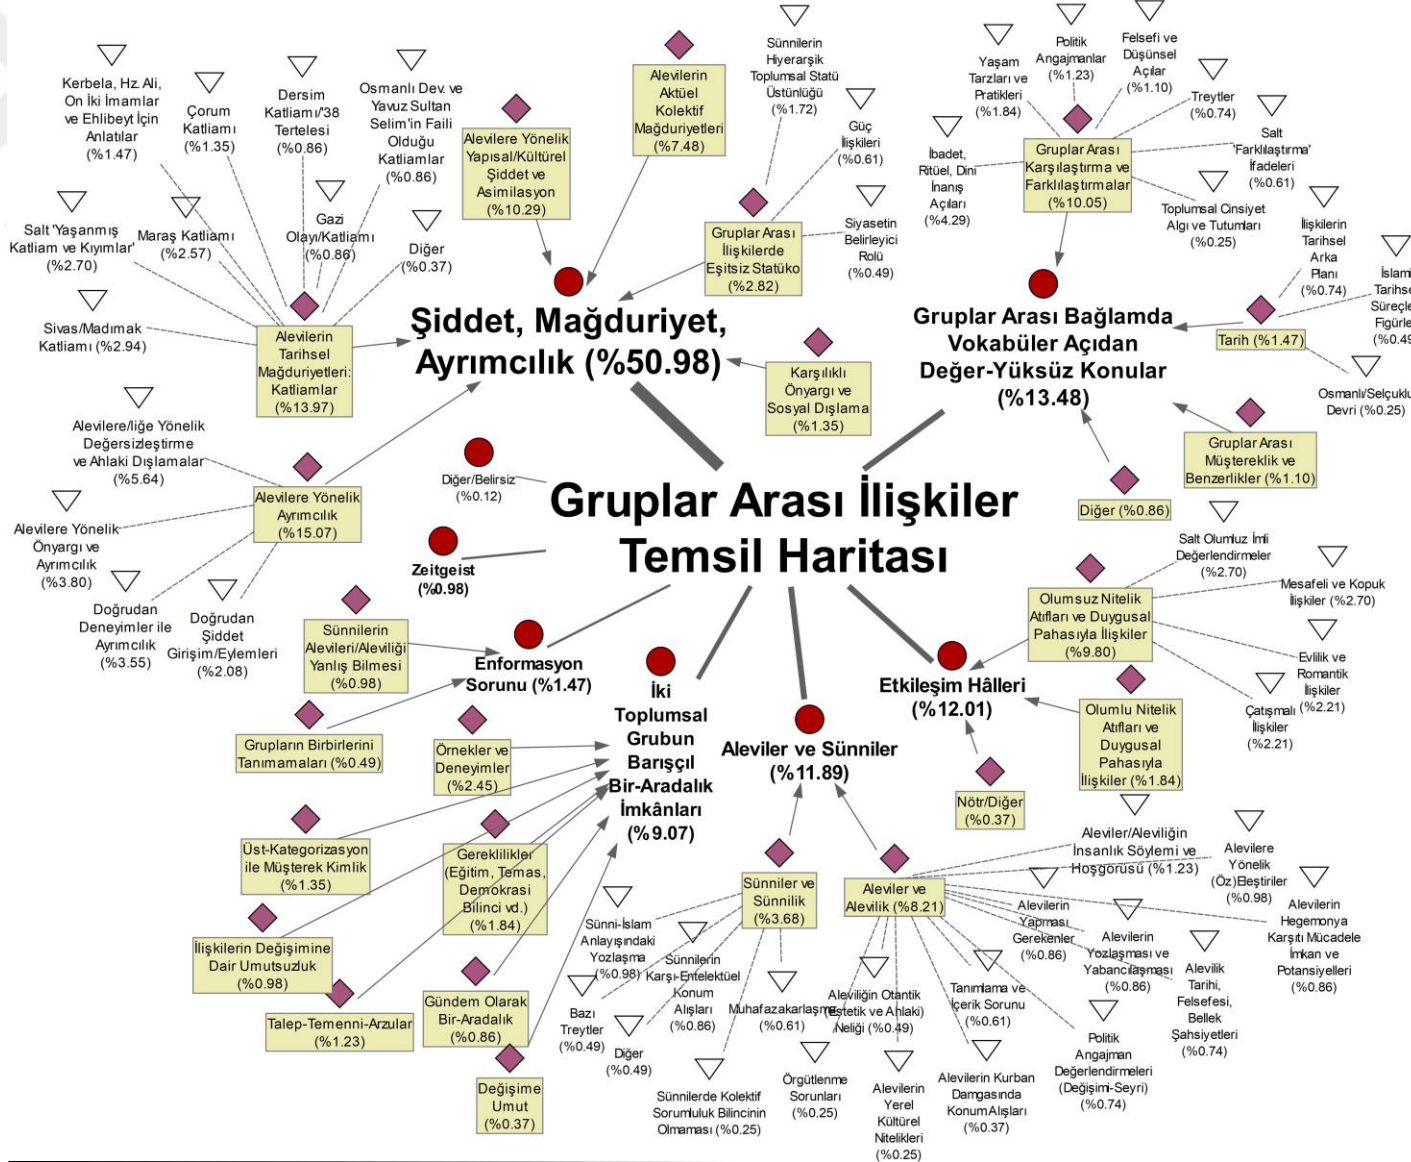 Kerbela, Hz. Ali,
On İki İmamlar
ve Ehlibeyt İçin
Anlatılar
(%1.47)
Çorum
Katliamı
(%1.35)
Dersim
Katliamı/'38
Tertelesi
(%0.86)
Osmanlı Dev. ve
Yavuz Sultan
Selim'in Faili
Olduğu
Katliamlar
(%0.86)
Salt 'Yaşanmış
Katliam ve Kıyımlar'
(%2.70)
Maraş Katliamı
(%2.57)
Gazi
Olayı/Katliamı
(%0.86)
Diğer
(%0.37)
Sivas/Madımak
Katliamı (%2.94)
Alevilerin
Tarihsel
Mağduriyetleri:
Katliamlar
(%13.97)
Alevilere Yönelik
Yapısal/Kültürel
Şiddet ve
Asimilasyon
(%10.29)
Alevilerin
Aktüel
Kolektif
Mağduriyetleri
(%7.48)
Sünnilerin
Hiyerarşik
Toplumsal Statü
Üstünlüğü
(%1.72)
Güç
İlişkileri
(%0.61)
Siyasetin
Belirleyici
Rolü
(%0.49)
Gruplar Arası
İlişkilerde
Eşitsiz Statüko
(%2.82)
Şiddet, Mağduriyet,
Ayrımcılık (%50.98)
Karşılıklı
Önyargı ve
Sosyal Dışlama
(%1.35)
Alevilere/liğe Yönelik
Değersizleştirme
ve Ahlaki Dışlamalar
(%5.64)
Alevilere Yönelik
Ayrımcılık
(%15.07)
Alevilere Yönelik
Önyargı ve
Ayrımcılık
(%3.80)
Doğrudan
Deneyimler ile
Ayrımcılık
(%3.55)
Doğrudan
Şiddet
Girişim/Eylemleri
(%2.08)
Yaşam
Tarzları ve
Pratikleri
(%1.84)
Politik
Angajmanlar
(%1.23)
Felsefi ve
Düşünsel
Açılar
(%1.10)
Treytler
(%0.74)
Salt
'Farklılaştırma'
İfadeleri
(%0.61)
İbadet,
Ritüel, Dini
İnanış
Açıları
(%4.29)
Gruplar Arası
Karşılaştırma ve
Farklılaştırmalar
(%10.05)
Toplumsal Cinsiyet
Algı ve Tutumları
(%0.25)
İlişkilerin
Tarihsel
Arka
Planı
(%0.74)
İslami
Tarihse
Süreçle
Figürle
(%0.49
Tarih (%1.47)
Osmanlı/Selçuklu
Devri (%0.25)
Gruplar Arası Bağlamda
Vokabüler Açıdan
Değer-Yüksüz Konular
(%13.48)
Gruplar Arası
Müştereklik ve
Benzerlikler (%1.10)
Diğer (%0.86)
Diğer/Belirsiz
(%0.12)
Gruplar Arası İlişkiler
Temsil Haritası
Zeitgeist
(%0.98)
Sünnilerin
Alevileri/Aleviliği
Yanlış Bilmesi
(%0.98)
Enformasyon
Sorunu (%1.47)
Grupların Birbirlerini
Tanımamaları (%0.49)
İki
Toplumsal
Grubun
Barışçıl
Bir-Aradalık
İmkânları
(%9.07)
Örnekler ve
Deneyimler
(%2.45)
Üst-Kategorizasyon
ile Müşterek Kimlik
(%1.35)
Gereklilikler
(Eğitim, Temas,
Demokrasi
Bilinci vd.)
(%1.84)
İlişkilerin Değişimine
Dair Umutsuzluk
(%0.98)
Talep-Temenni-Arzular
(%1.23)
Gündem Olarak
Bir-Aradalık
(%0.86)
Değişime
Umut
(%0.37)
Aleviler ve Sünniler
(%11.89)
Sünniler ve
Sünnilik
(%3.68)
Sünni-İslam
Anlayışındaki
Yozlaşma
(%0.98)
Sünnilerin
Karşı-Entelektüel
Konum
Alışları
(%0.86)
Bazı
Treytler
(%0.49)
Diğer
(%0.49)
Muhafazakarlaşma
(%0.61)
Sünnilerde Kolektif
Sorumluluk Bilincinin
Olmaması (%0.25)
Aleviler ve
Alevilik (%8.21)
Aleviliğin Otantik
(Estetik ve Ahlaki)
Neliği (%0.49)
Örgütlenme
Sorunları
(%0.25)
Alevilerin
Yerel
Kültürel
Nitelikleri
(%0.25)
Alevilerin Kurban
Damgasında
Konum Alışları
(%0.37)
Tanımlama ve
İçerik Sorunu
(%0.61)
Politik
Angajman
Değerlendirmeleri
(Değişimi-Seyri)
(%0.74)
Alevilerin
Yapması
Gerekenler
(%0.86)
Alevilerin
Yozlaşması ve
Yabancılaşması
(%0.86)
Alevilik
Tarihi,
Felsefesi,
Bellek
Şahsiyetleri
(%0.74)
Aleviler/Aleviliğin
İnsanlık Söylemi ve
Hoşgörüsü (%1.23)
Alevilere
Yönelik
(Öz)Eleştiriler
(%0.98)
Alevilerin
Hegemonya
Karşıtı Mücadele
İmkan ve
Potansiyelleri
(%0.86)
Etkileşim Hâlleri
(%12.01)
Olumsuz Nitelik
Atıfları ve Duygusal
Pahasıyla İlişkiler
(%9.80)
Salt Olumluz İmli
Değerlendirmeler
(%2.70)
Mesafeli ve Kopuk
İlişkiler (%2.70)
Evlilik ve
Romantik
İlişkiler
(%2.21)
Çatışmalı
İlişkiler
(%2.21)
Olumlu Nitelik
Atıfları ve
Duygusal
Pahasıyla
İlişkiler (%1.84)
Nötr/Diğer
(%0.37)